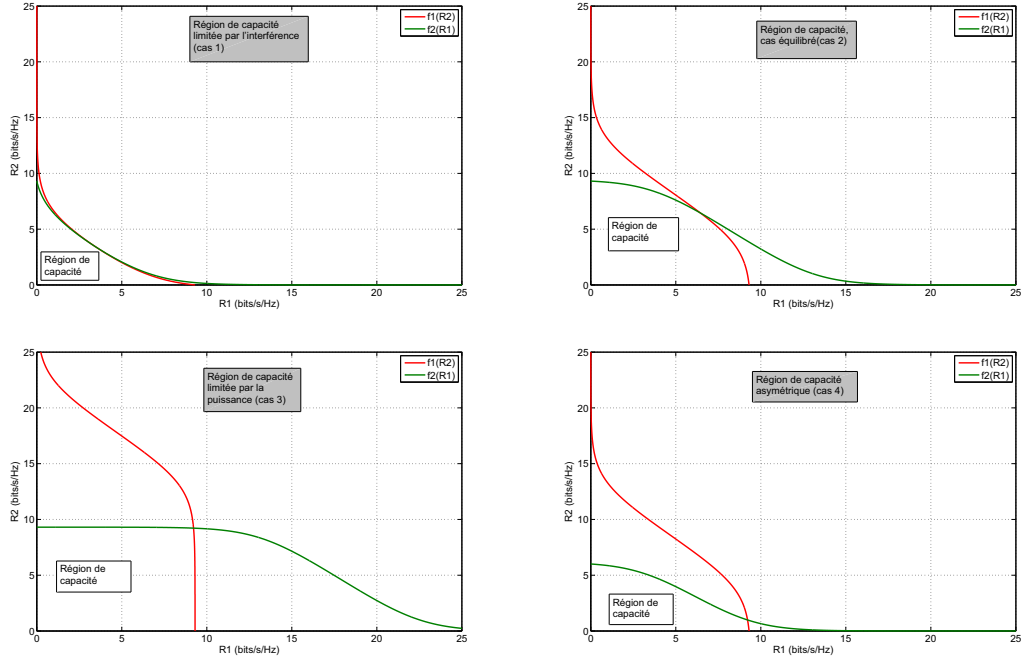 25
20
15
10
5
0
R2 (bits/s/Hz)
Région de capacité
limitée par l'interférence
(cas 1)
f1(R2)
f2(R1)
Région de
capacité
0
5
10
15
20
25
R1 (bits/s/Hz)
25
20
15
10
5
0
R2 (bits/s/Hz)
Région de capacité,
cas équilibré(cas 2)
f1(R2)
f2(R1)
Région de
capacité
0
5
10
15
20
25
R1 (bits/s/Hz)
25
20
15
10
5
0
R2 (bits/s/Hz)
Région de capacité
limitée par la
puissance (cas 3)
f1(R2)
f2(R1)
Région de
capacité
0
5
10
15
20
25
R1 (bits/s/Hz)
25
20
15
10
5
0
R2 (bits/s/Hz)
Région de capacité
asymétrique (cas 4)
f1(R2)
f2(R1)
Région de
capacité
0
5
10
15
20
25
R1 (bits/s/Hz)